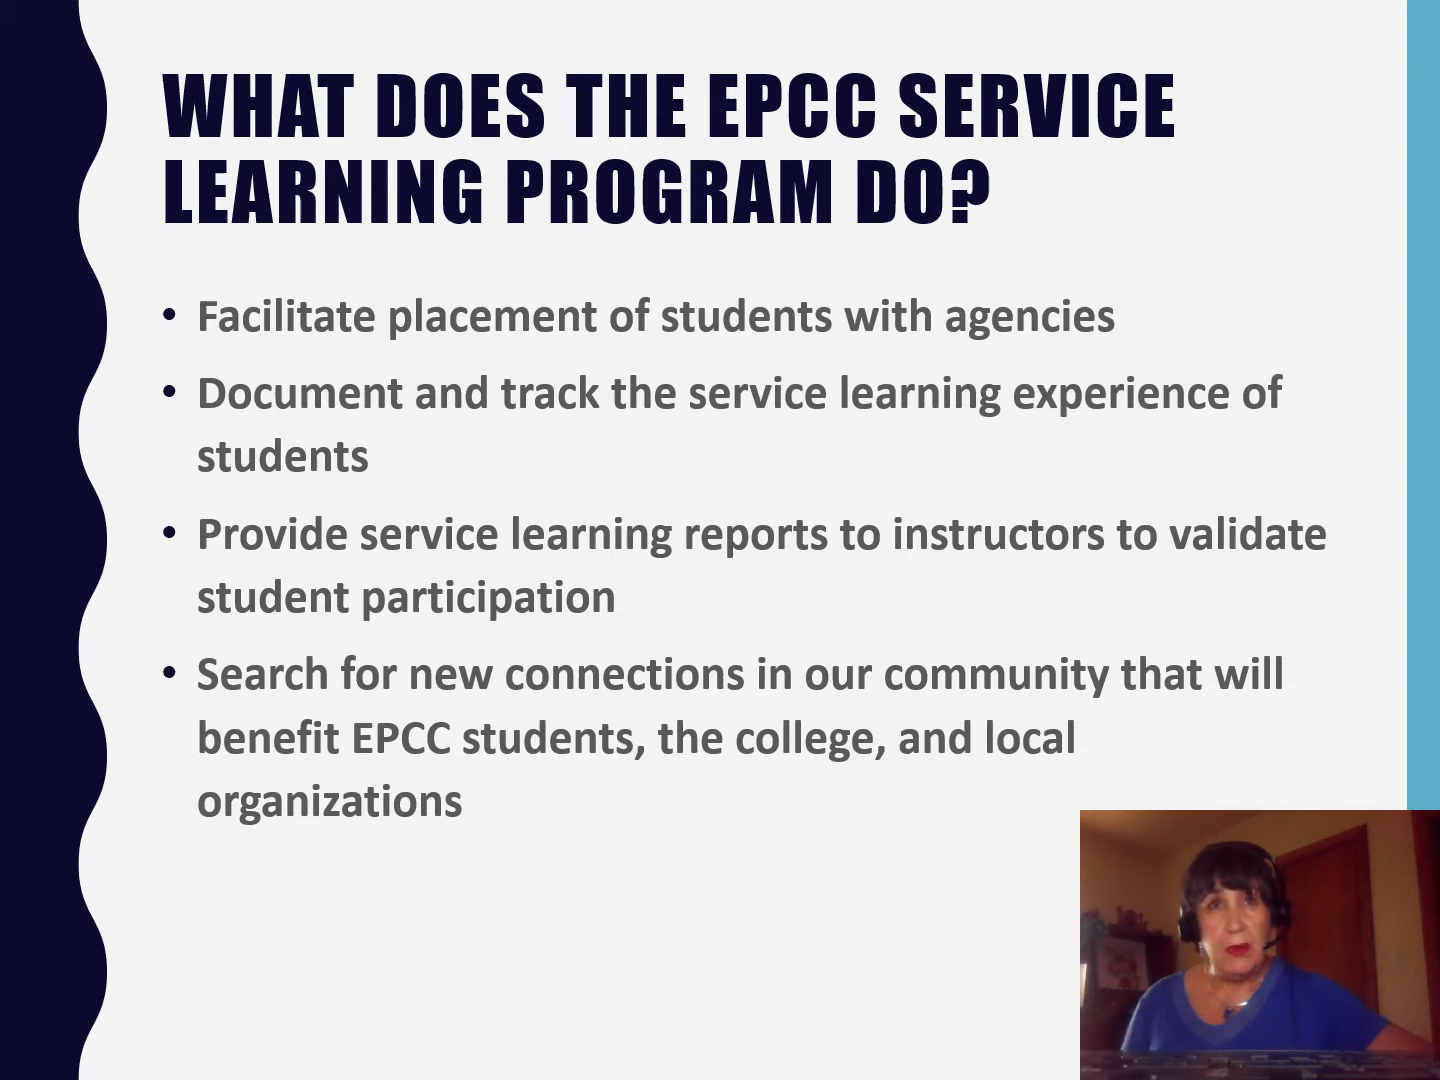 WHAT DOES THE EPCC SERVICE
LEARNING PROGRAM DO?
• Facilitate placement of students with agencies
• Document and track the service learning experience of
students
• Provide service learning reports to instructors to validate
student participation
• Search for new connections in our community that will
benefit EPCC students, the college, and local
organizations